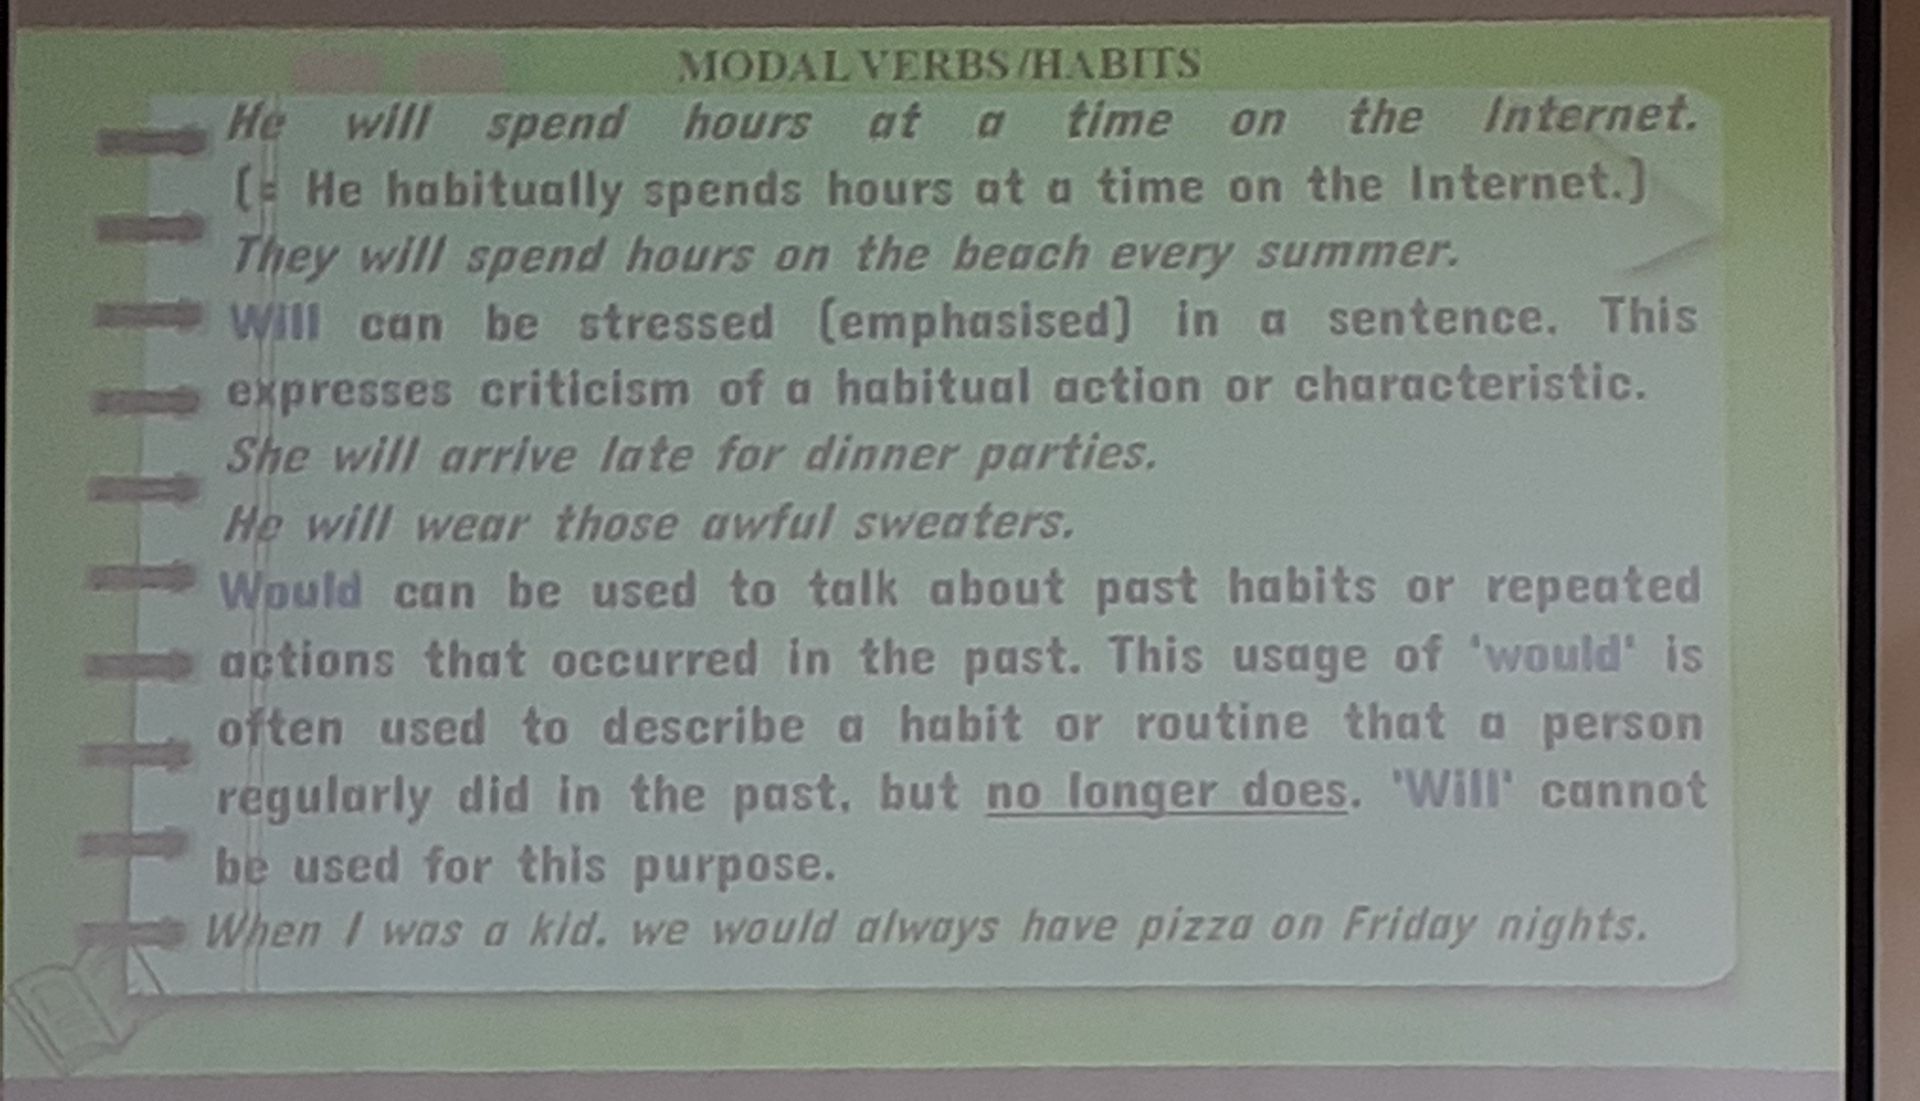 MODAL VERBS/HABITS
He will spend hours at a time on the Internet.
(= He habitually spends hours at a time on the Internet.)
They will spend hours on the beach every summer.
Will can be stressed (emphasised) in a sentence. This
expresses criticism of a habitual action or characteristic.
She will arrive late for dinner parties.
He will wear those awful sweaters.
Would can be used to talk about past habits or repeated
actions that occurred in the past. This usage of 'would' is
often used to describe a habit or routine that a person
regularly did in the past, but no longer does. 'Will' cannot
be used for this purpose.
When I was a kid, we would always have pizza on Friday nights.